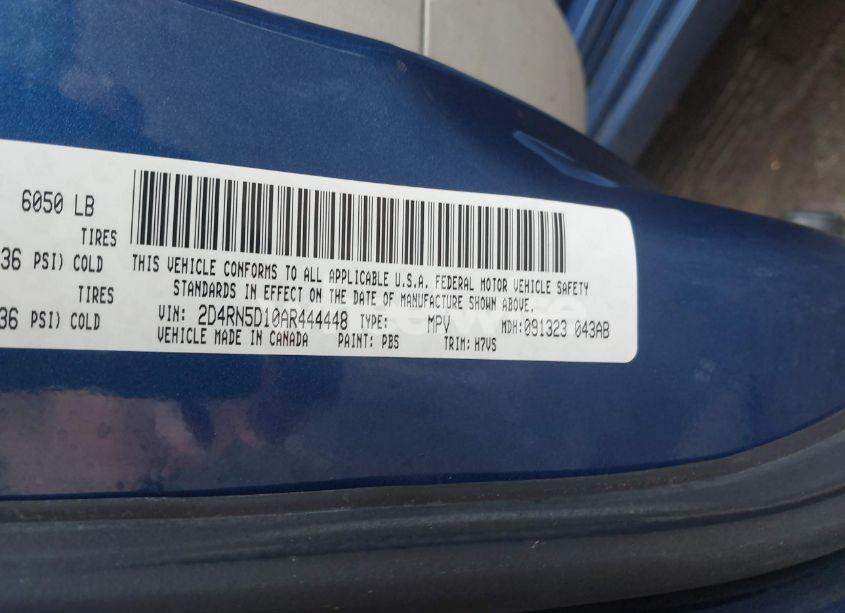 6050 LB
TIRES
36 PSI) COLD
TIRES
36 PSI) COLD
THIS VEHICLE CONFORMS TO ALL APPLICABLE U.S.A. FEDERAL MOTOR VEHICLE SAFETY
STANDARDS IN EFFECT ON THE DATE OF MANUFACTURE SHOWN ABOVE.
VIN: 2D4RN5D10AR444448 TYPE: MPV MDH:091323 043AB
VEHICLE MADE IN CANADA PAINT: PBS TRIM: H7VS